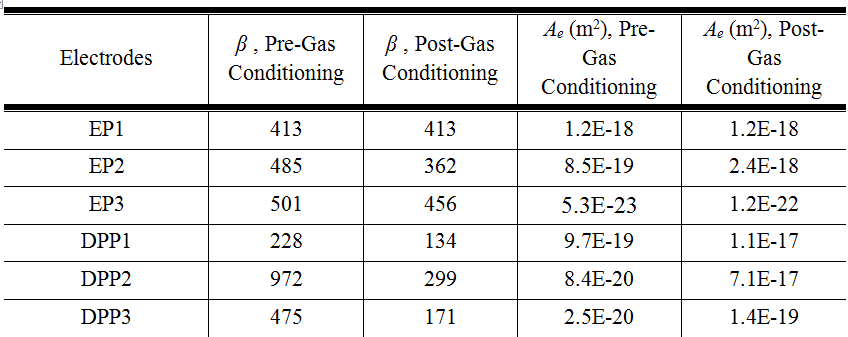 Electrodes β , Pre-Gas Conditioning β , Post-Gas Conditioning Aₑ (m²), Pre-Gas Conditioning Aₑ (m²), Post-Gas Conditioning
EP1 413 413 1.2E-18 1.2E-18
EP2 485 362 8.5E-19 2.4E-18
EP3 501 456 5.3E-23 1.2E-22
DPP1 228 134 9.7E-19 1.1E-17
DPP2 972 299 8.4E-20 7.1E-17
DPP3 475 171 2.5E-20 1.4E-19